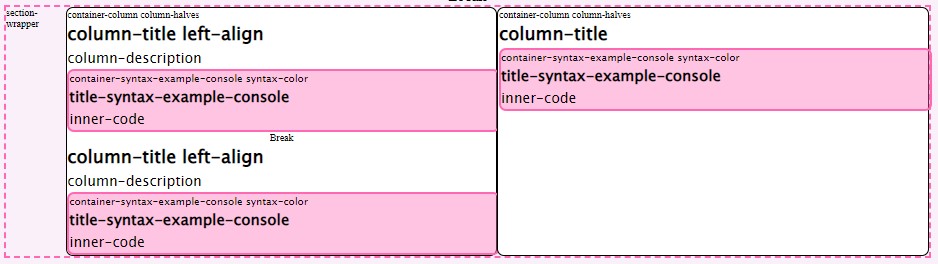 section-
wrapper
container-column column-halves
column-title left-align
column-description
container-syntax-example-console syntax-color
title-syntax-example-console
inner-code
Break
column-title left-align
column-description
container-syntax-example-console syntax-color
title-syntax-example-console
inner-code
container-column column-halves
column-title
container-syntax-example-console syntax-color
title-syntax-example-console
inner-code